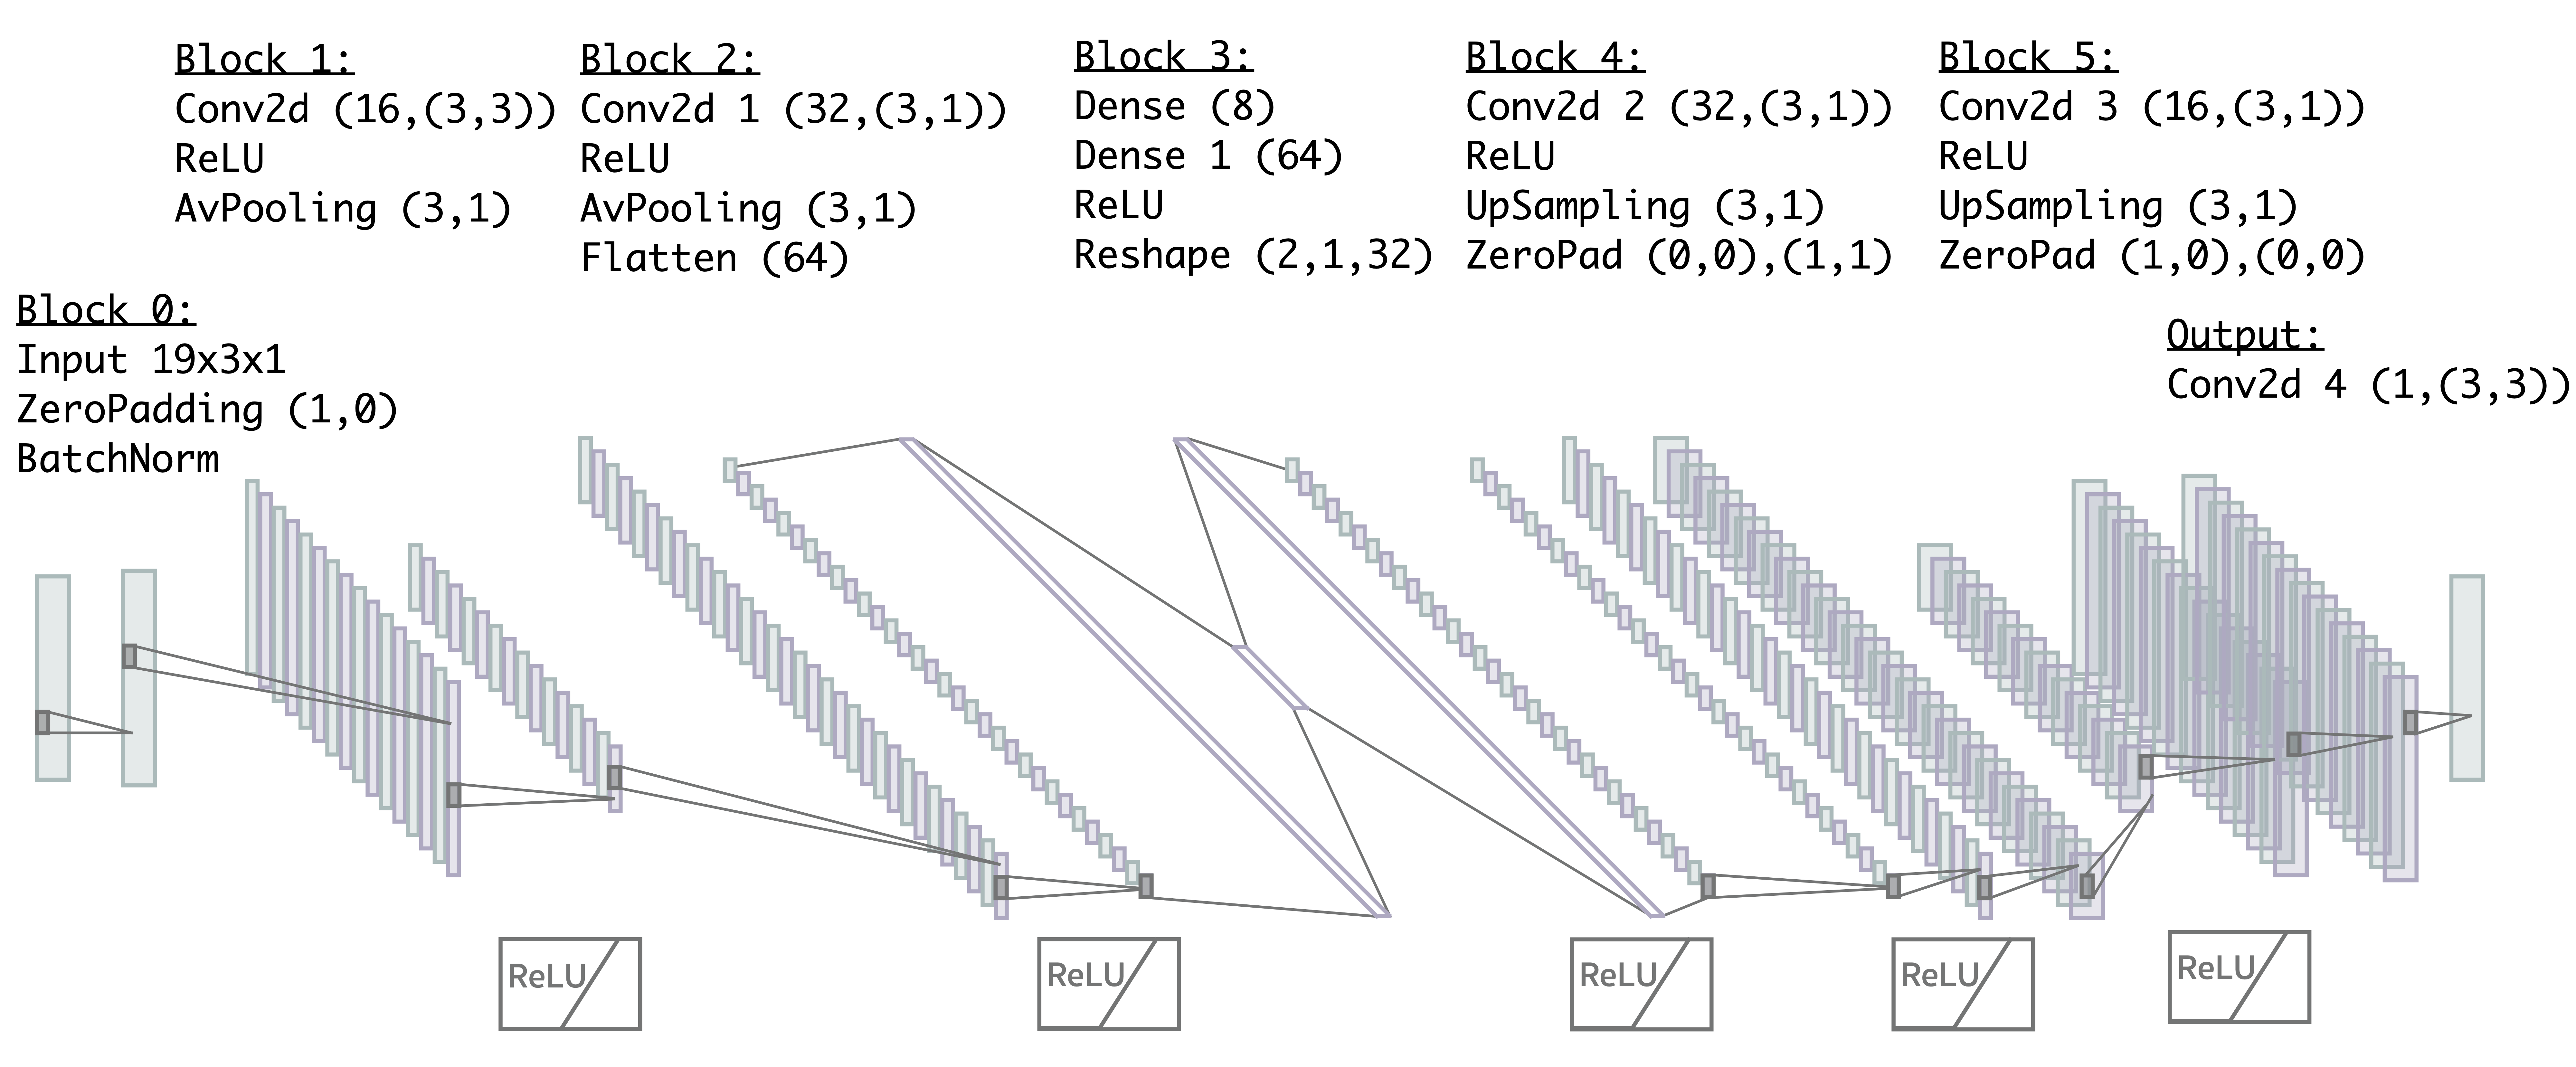 Block 1:
Conv2d (16,(3,3))
ReLU
AvPooling (3,1)
Block 2:
Conv2d 1 (32,(3,1))
ReLU
AvPooling (3,1)
Flatten (64)
Block 3:
Dense (8)
Dense 1 (64)
ReLU
Reshape (2,1,32)
Block 4:
Conv2d 2 (32,(3,1))
ReLU
UpSampling (3,1)
ZeroPad (0,0),(1,1)
Block 5:
Conv2d 3 (16,(3,1))
ReLU
UpSampling (3,1)
ZeroPad (1,0),(0,0)
Block 0:
Input 19x3x1
ZeroPadding (1,0)
BatchNorm
Output:
Conv2d 4 (1,(3,3))
ReLU
ReLU
ReLU
ReLU
ReLU